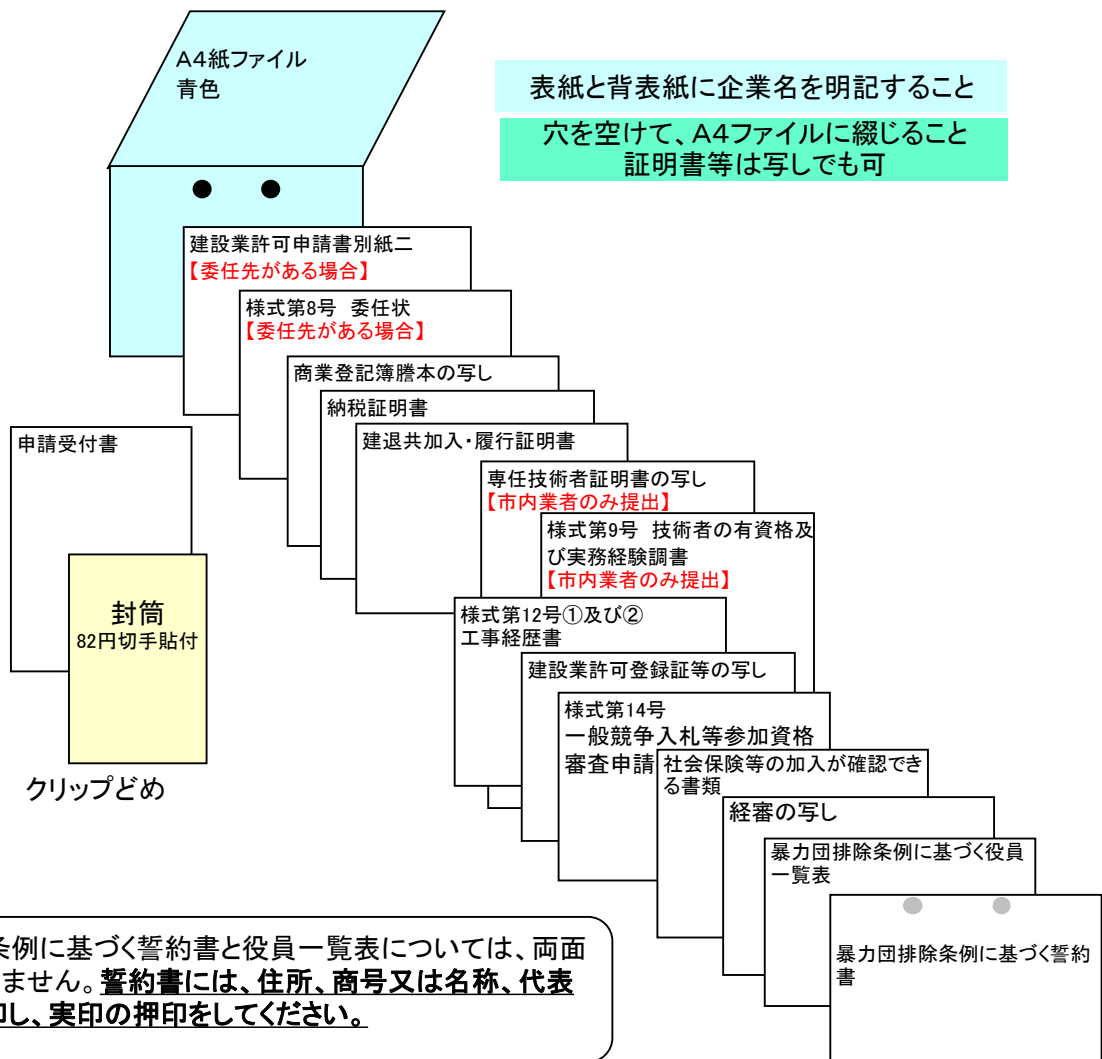 A4紙ファイル
青色
表紙と背表紙に企業名を明記すること
穴を空けて、A4ファイルに綴じること
証明書等は写しでも可
建設業許可申請書別紙二
【委任先がある場合】
様式第8号 委任状
【委任先がある場合】
商業登記簿謄本の写し
納税証明書
建退共加入・履行証明書
専任技術者証明書の写し
【市内業者のみ提出】
様式第9号 技術者の有資格及
び実務経験調書
【市内業者のみ提出】
様式第12号①及び②
工事経歴書
建設業許可登録証等の写し
様式第14号
一般競争入札等参加資格
審査申請
社会保険等の加入が確認でき
る書類
経審の写し
暴力団排除条例に基づく役員
一覧表
暴力団排除条例に基づく誓約
書
申請受付書
封筒
82円切手貼付
クリップどめ
条例に基づく誓約書と役員一覧表については、両面
ません。誓約書には、住所、商号又は名称、代表
し、実印の押印をしてください。